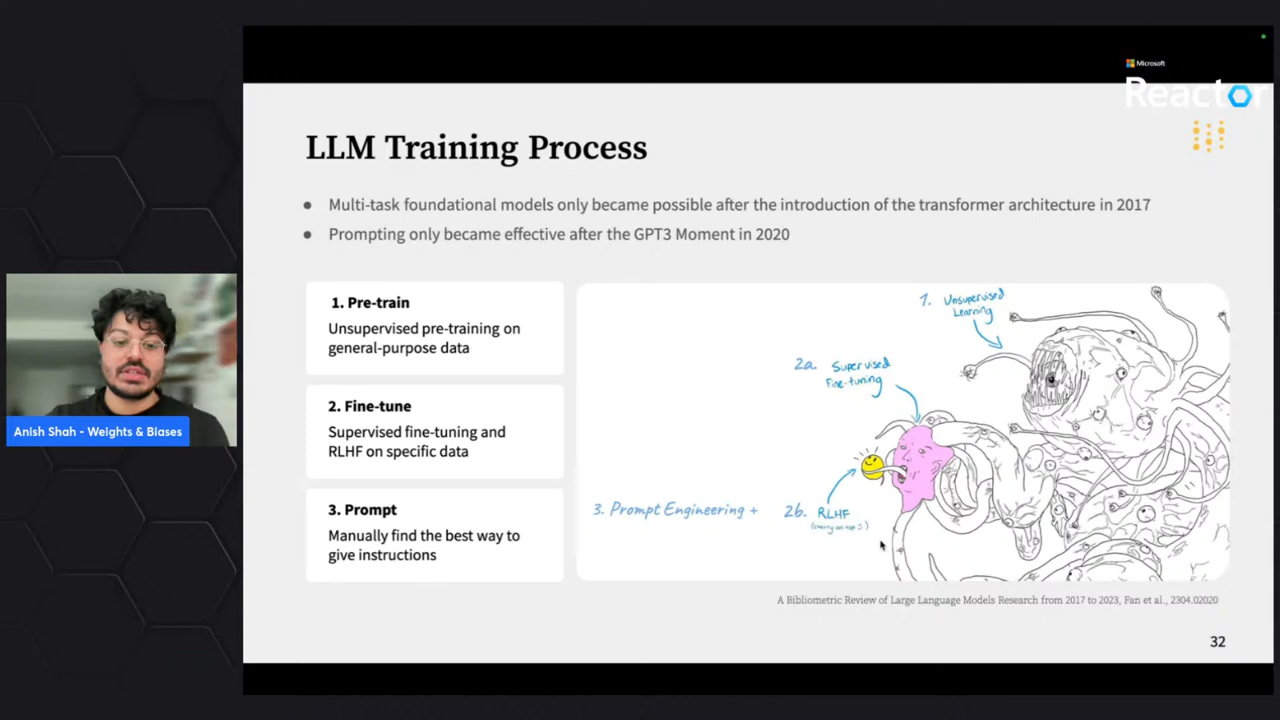 Microsoft
Reactor
LLM Training Process
● Multi-task foundational models only became possible after the introduction of the transformer architecture in 2017
● Prompting only became effective after the GPT3 Moment in 2020
1. Pre-train
Unsupervised pre-training on
general-purpose data
2. Fine-tune
Supervised fine-tuning and
RLHF on specific data
3. Prompt
Manually find the best way to
give instructions
1. Unsupervised
Learning
2a. Supervised
Fine-tuning
3. Prompt Engineering +
2b. RLHF
(cherry on top :)
A Bibliometric Review of Large Language Models Research from 2017 to 2023, Fan et al., 2304.02020
32
Anish Shah - Weights & Biases